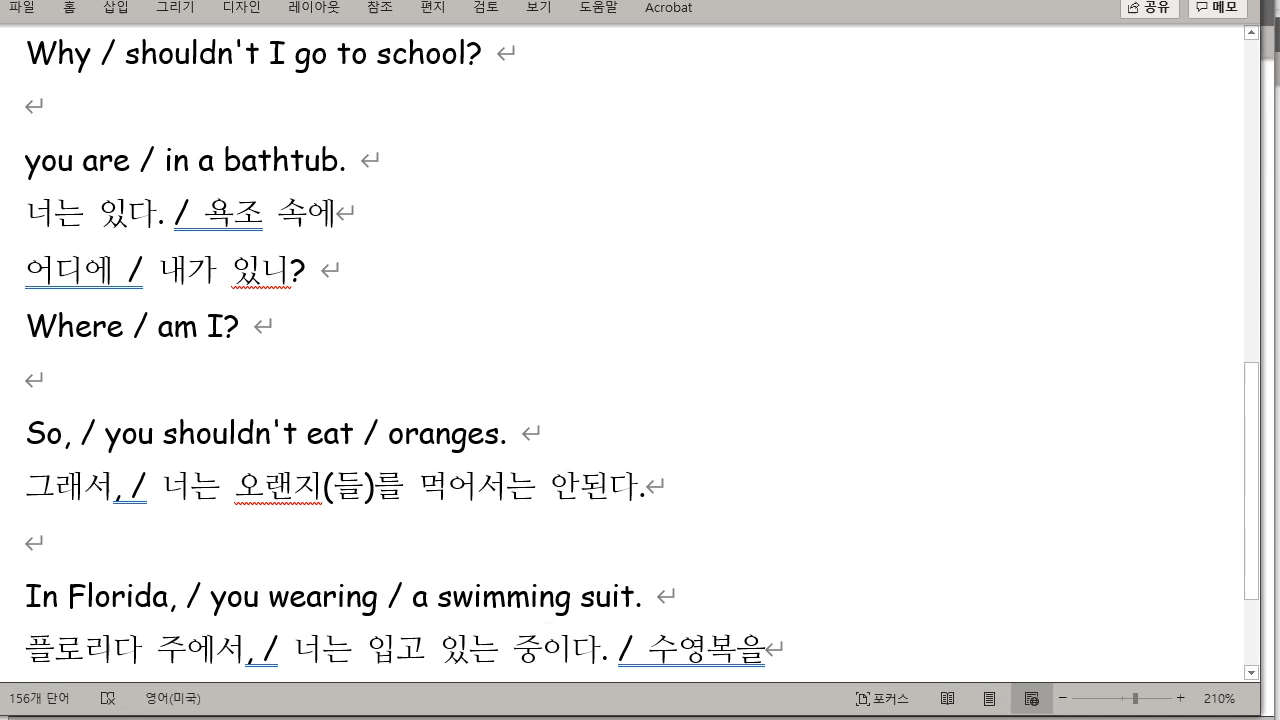 파일 홈 삽입 그리기 디자인 레이아웃 참조 편지 검토 보기 도움말 Acrobat 공유 메모
Why / shouldn't I go to school?
you are / in a bathtub.
너는 있다. / 욕조 속에
어디에 / 내가 있니?
Where / am I?
So, / you shouldn't eat / oranges.
그래서, / 너는 오랜지(들)를 먹어서는 안된다.
In Florida, / you wearing / a swimming suit.
플로리다 주에서, / 너는 입고 있는 중이다. / 수영복을
156개 단어 영어(미국) 포커스 210%